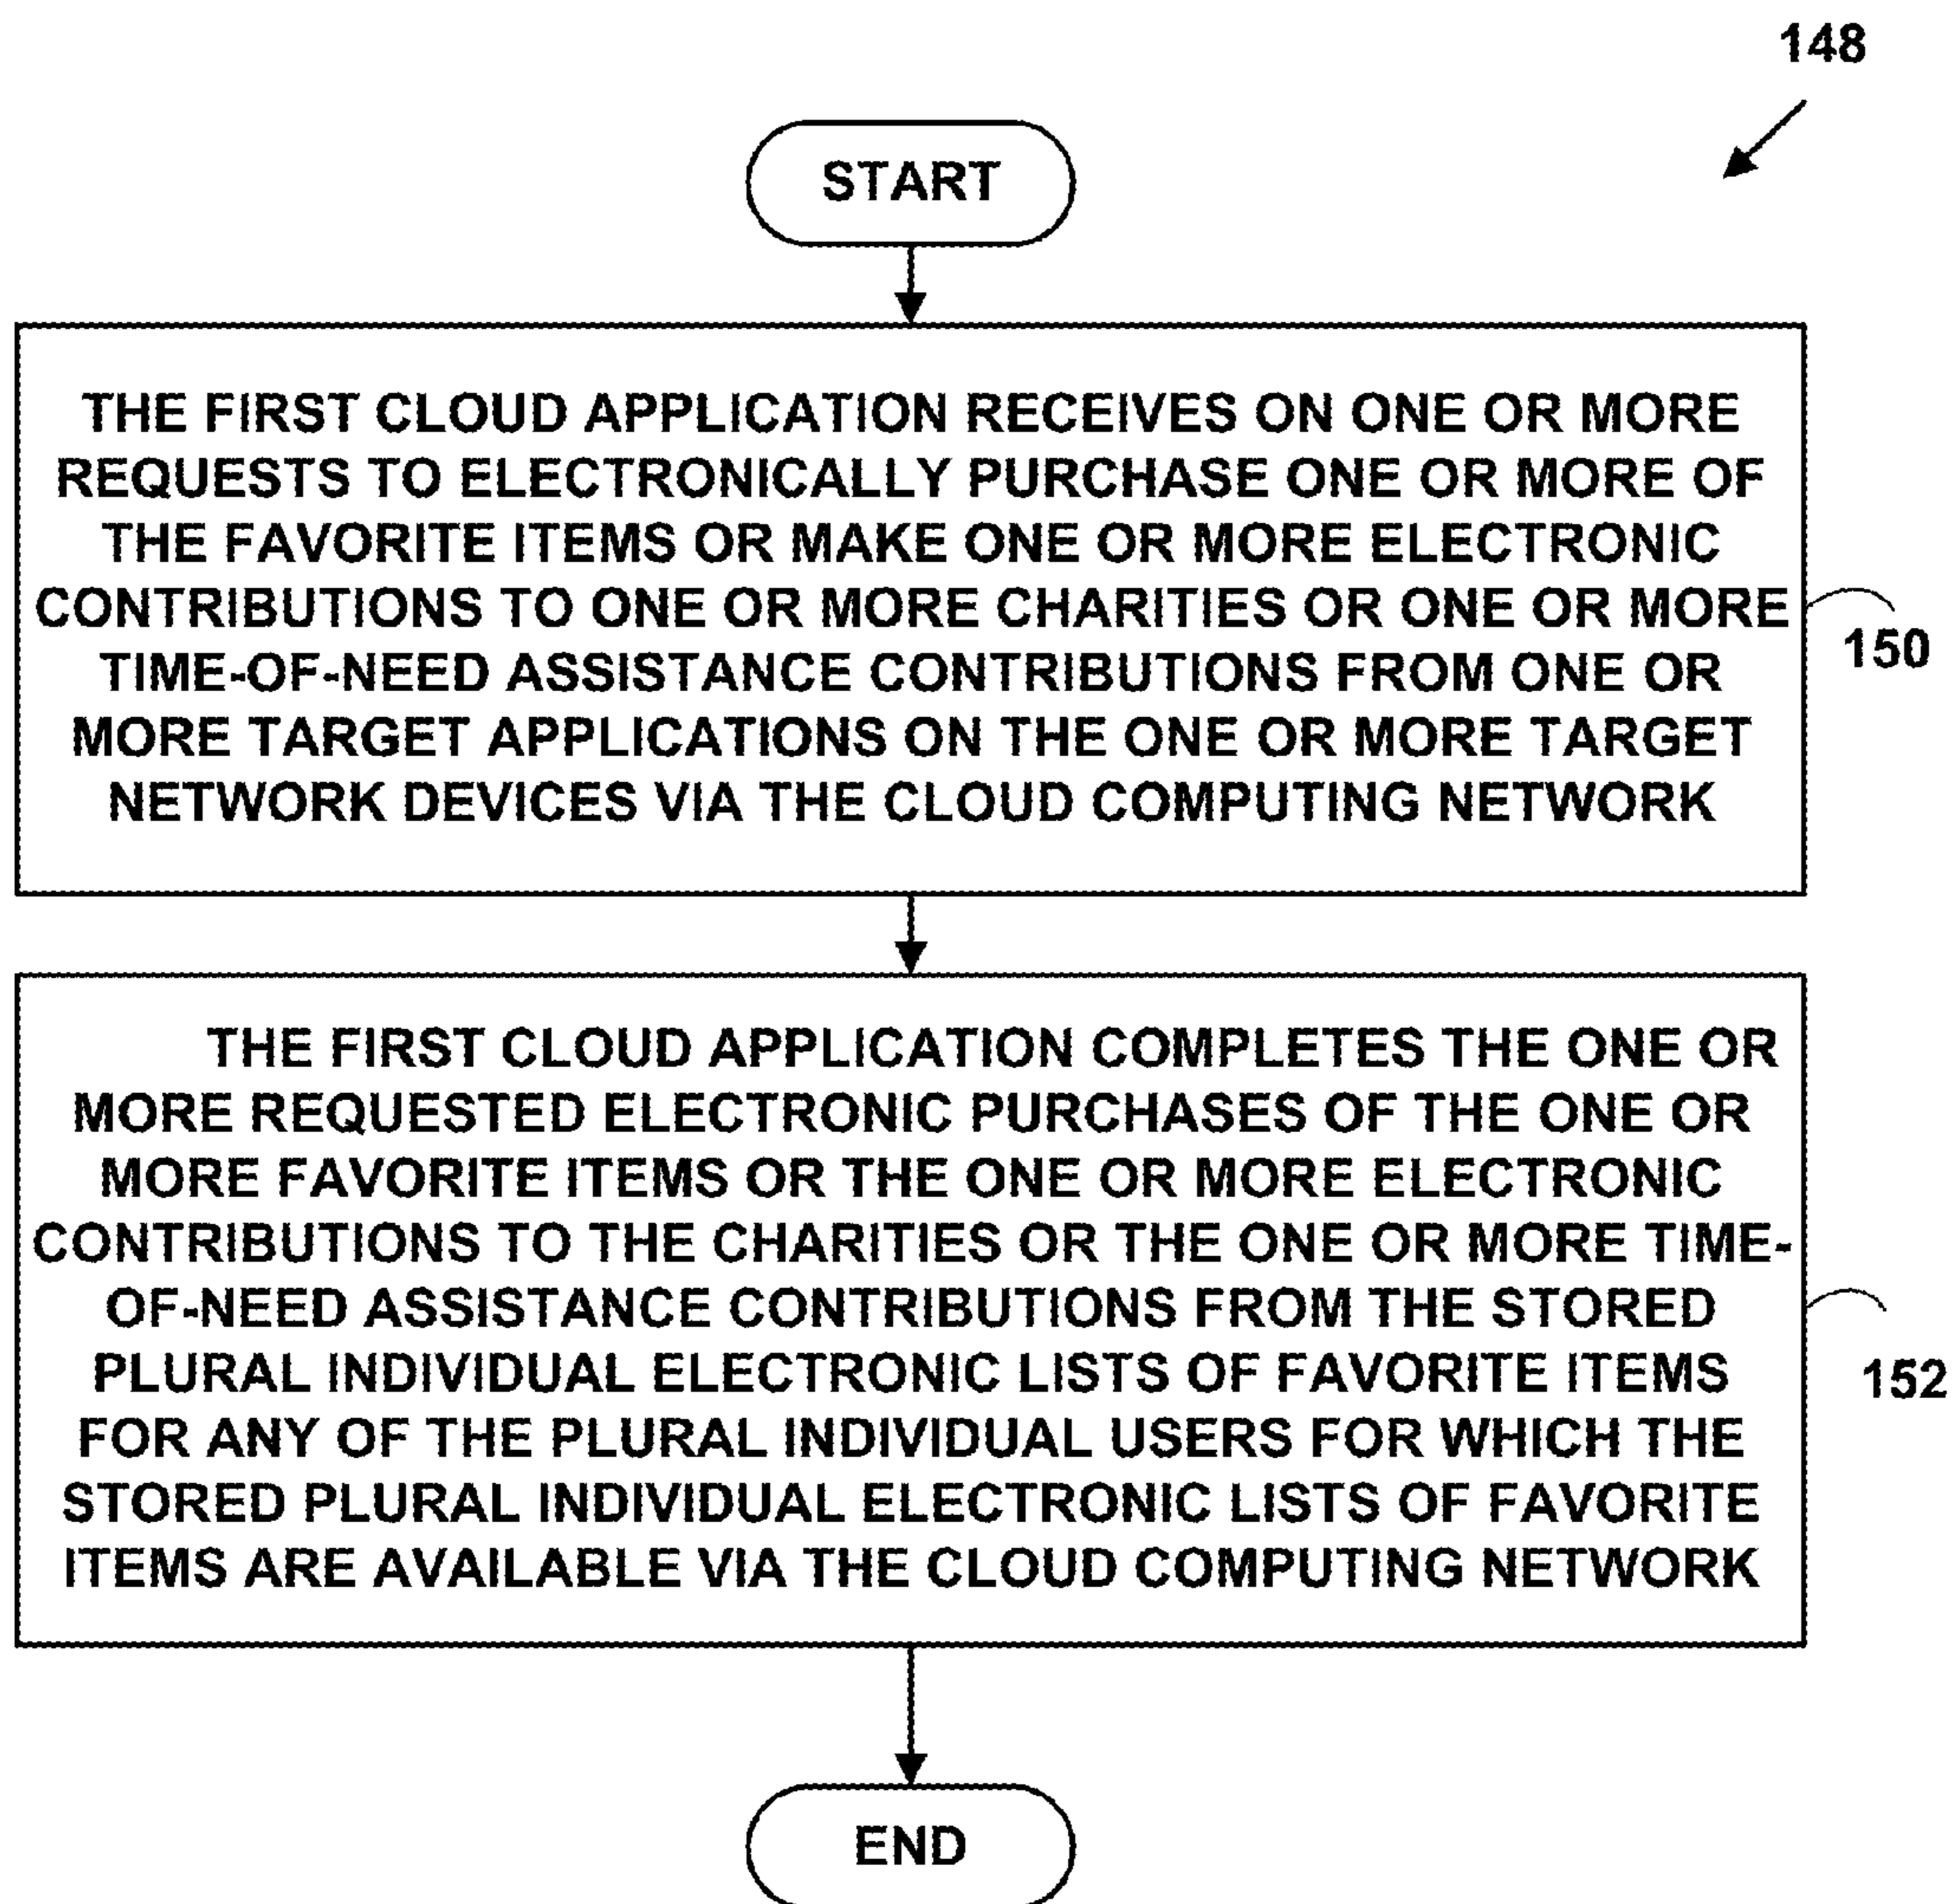 148
START
THE FIRST CLOUD APPLICATION RECEIVES ON ONE OR MORE
REQUESTS TO ELECTRONICALLY PURCHASE ONE OR MORE OF
THE FAVORITE ITEMS OR MAKE ONE OR MORE ELECTRONIC
CONTRIBUTIONS TO ONE OR MORE CHARITIES OR ONE OR MORE
TIME-OF-NEED ASSISTANCE CONTRIBUTIONS FROM ONE OR
MORE TARGET APPLICATIONS ON THE ONE OR MORE TARGET
NETWORK DEVICES VIA THE CLOUD COMPUTING NETWORK
150
THE FIRST CLOUD APPLICATION COMPLETES THE ONE OR
MORE REQUESTED ELECTRONIC PURCHASES OF THE ONE OR
MORE FAVORITE ITEMS OR THE ONE OR MORE ELECTRONIC
CONTRIBUTIONS TO THE CHARITIES OR THE ONE OR MORE TIME-
OF-NEED ASSISTANCE CONTRIBUTIONS FROM THE STORED
PLURAL INDIVIDUAL ELECTRONIC LISTS OF FAVORITE ITEMS
FOR ANY OF THE PLURAL INDIVIDUAL USERS FOR WHICH THE
STORED PLURAL INDIVIDUAL ELECTRONIC LISTS OF FAVORITE
ITEMS ARE AVAILABLE VIA THE CLOUD COMPUTING NETWORK
152
END